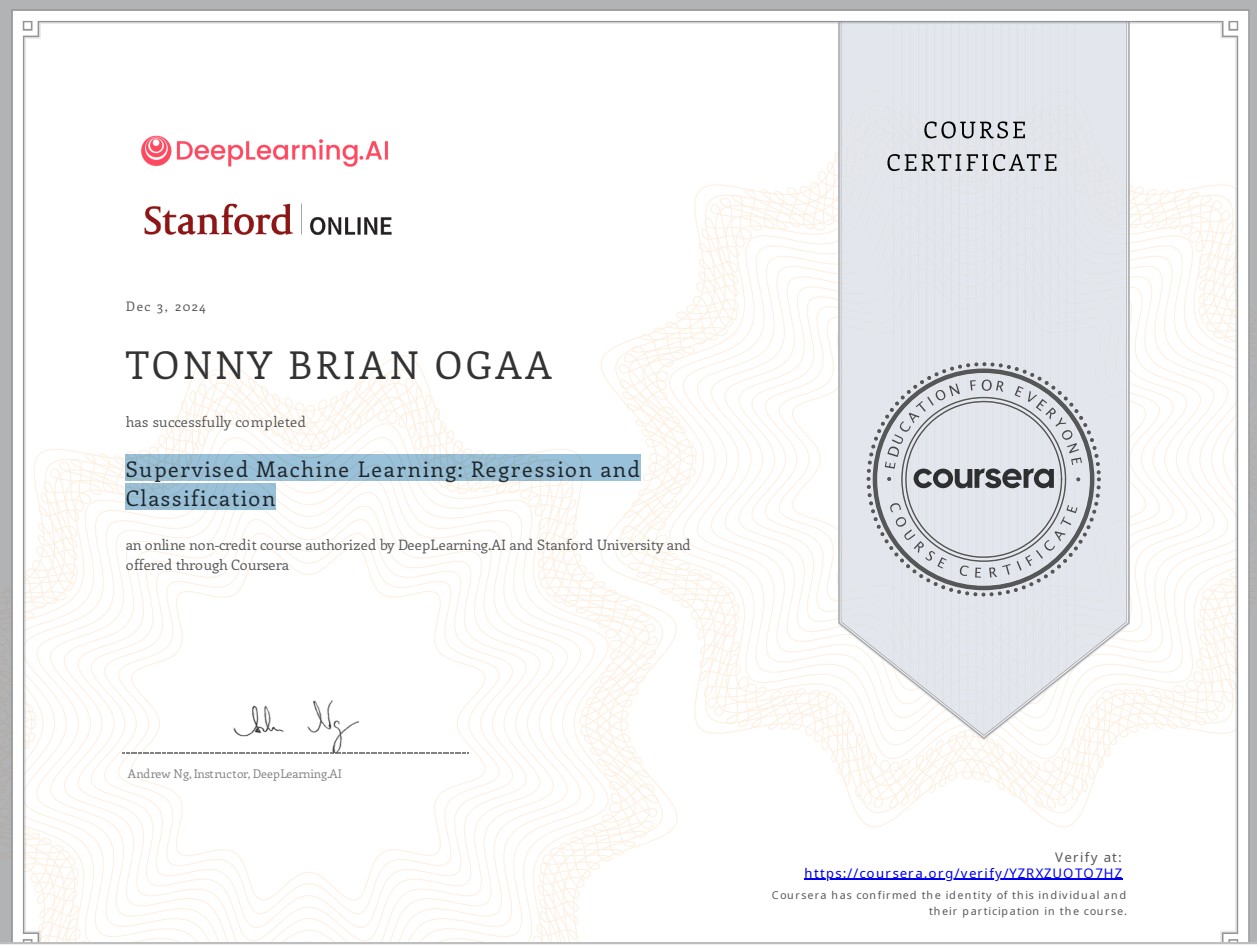 DeepLearning.AI
Stanford | ONLINE
Dec 3, 2024
TONNY BRIAN OGAA
has successfully completed
Supervised Machine Learning: Regression and
Classification
an online non-credit course authorized by DeepLearning.AI and Stanford University and
offered through Coursera
Andrew Ng, Instructor, DeepLearning.AI
COURSE
CERTIFICATE
EDUCATION FOR EVERYONE
coursera
COURSE CERTIFICATE
Verify at:
https://coursera.org/verify/YZRXZUOTO7HZ
Coursera has confirmed the identity of this individual and
their participation in the course.